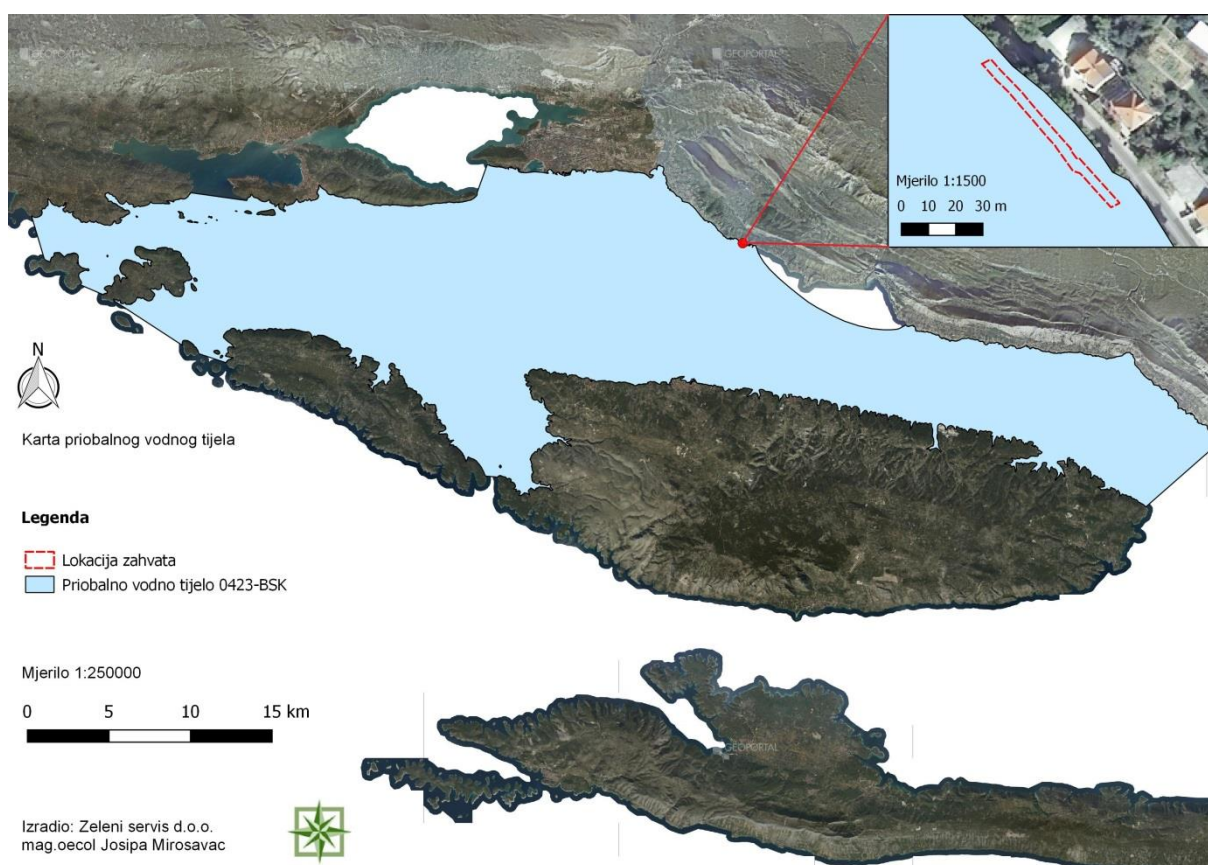 GEOPORTAL
GEOPORTAL
Mjerilo 1:1500
0 10 20 30 m
N
Karta priobalnog vodnog tijela
Legenda
Lokacija zahvata
Priobalno vodno tijelo 0423-BSK
Mjerilo 1:250000
0 5 10 15 km
GEOPORTAL
Izradio: Zeleni servis d.o.o.
mag.oecol Josipa Mirosavac